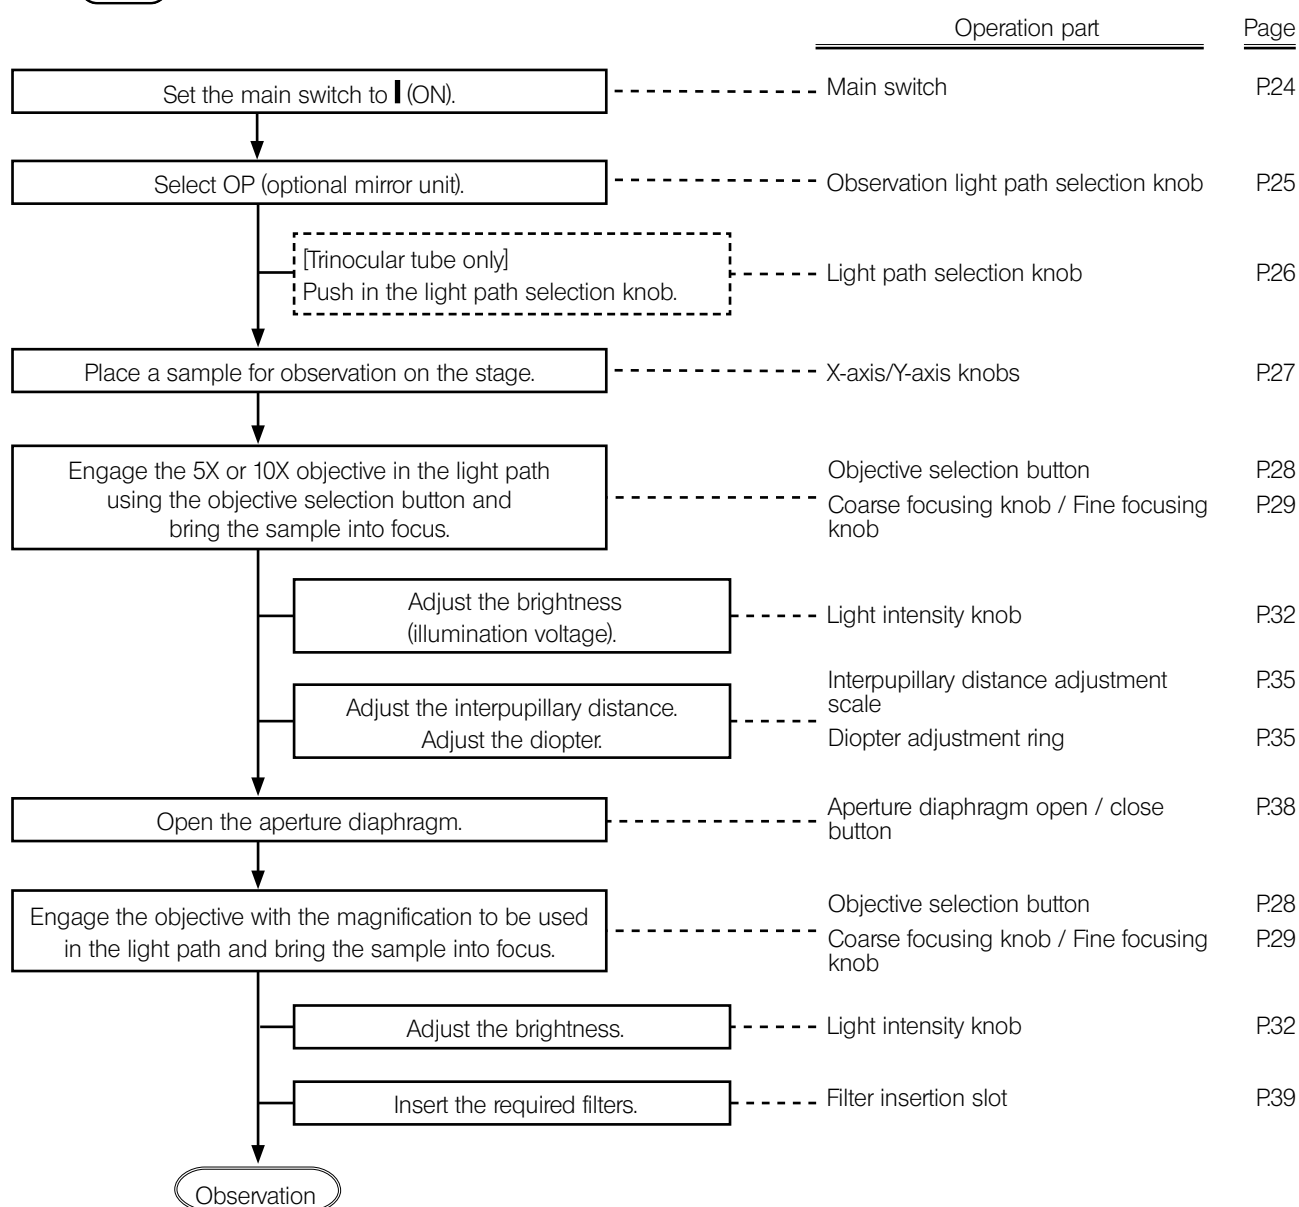 Operation part Page
Set the main switch to I (ON). Main switch P.24
Select OP (optional mirror unit). Observation light path selection knob P.25
[Trinocular tube only]
Push in the light path selection knob. Light path selection knob P.26
Place a sample for observation on the stage. X-axis/Y-axis knobs P.27
Engage the 5X or 10X objective in the light path
using the objective selection button and
bring the sample into focus.
Objective selection button P.28
Coarse focusing knob / Fine focusing P.29
knob
Adjust the brightness
(illumination voltage).
Light intensity knob P.32
Adjust the interpupillary distance.
Adjust the diopter.
Interpupillary distance adjustment P.35
scale
Diopter adjustment ring P.35
Open the aperture diaphragm.
Aperture diaphragm open / close P.38
button
Engage the objective with the magnification to be used
in the light path and bring the sample into focus.
Objective selection button P.28
Coarse focusing knob / Fine focusing P.29
knob
Adjust the brightness. Light intensity knob P.32
Insert the required filters. Filter insertion slot P.39
Observation